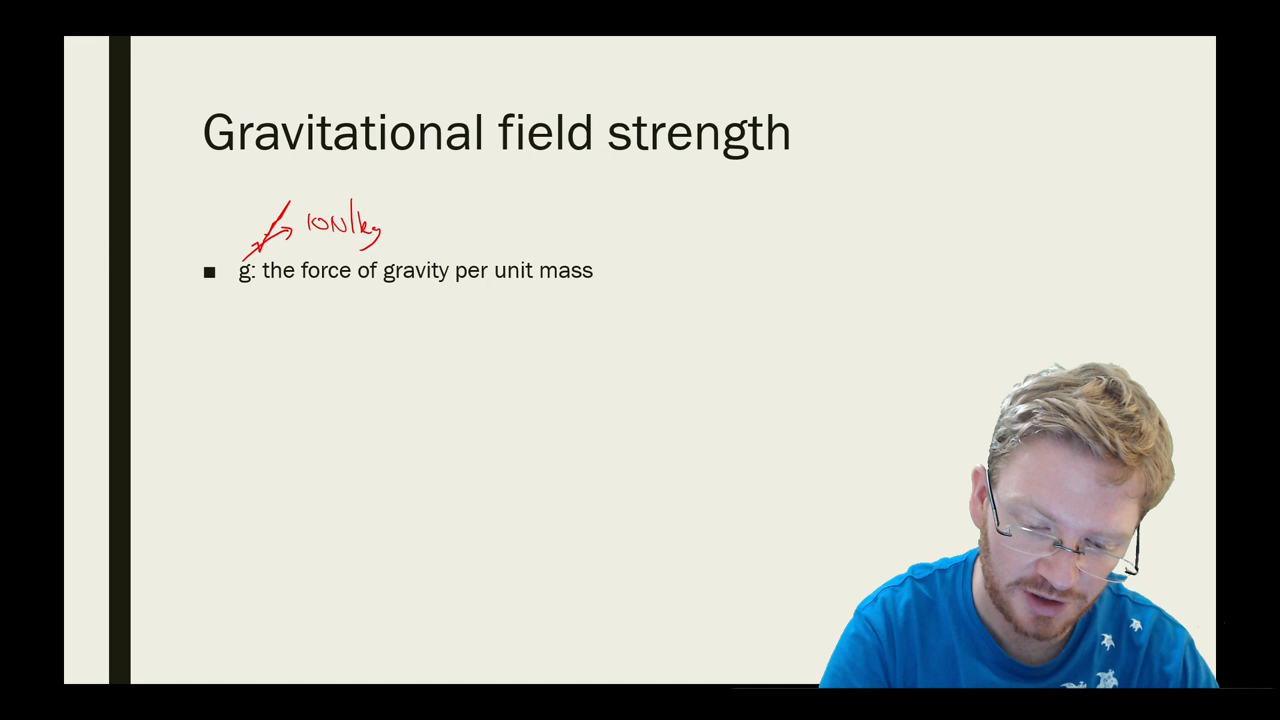 Gravitational field strength
10N/kg
■ g: the force of gravity per unit mass